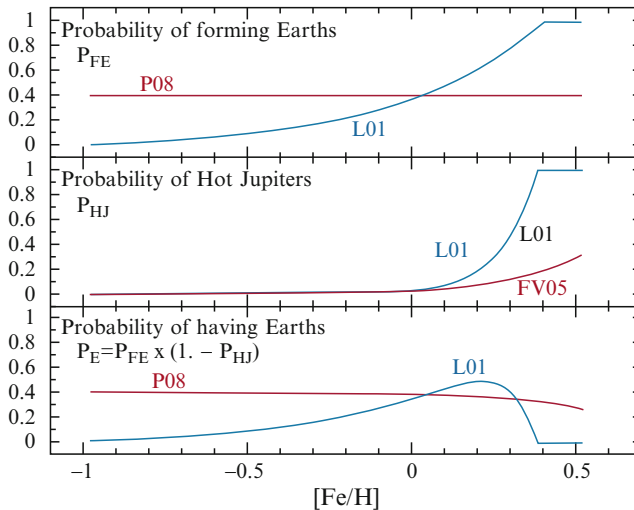 Probability of forming Earths
P_FE
P08
L01
1
0.8
0.6
0.4
0.2
0
Probability of Hot Jupiters
P_HJ
L01
L01
FV05
1
0.8
0.6
0.4
0.2
0
Probability of having Earths
P_E=P_FE x (1. – P_HJ)
L01
P08
1
0.8
0.6
0.4
0.2
0
−1 −0.5 0 0.5
[Fe/H]